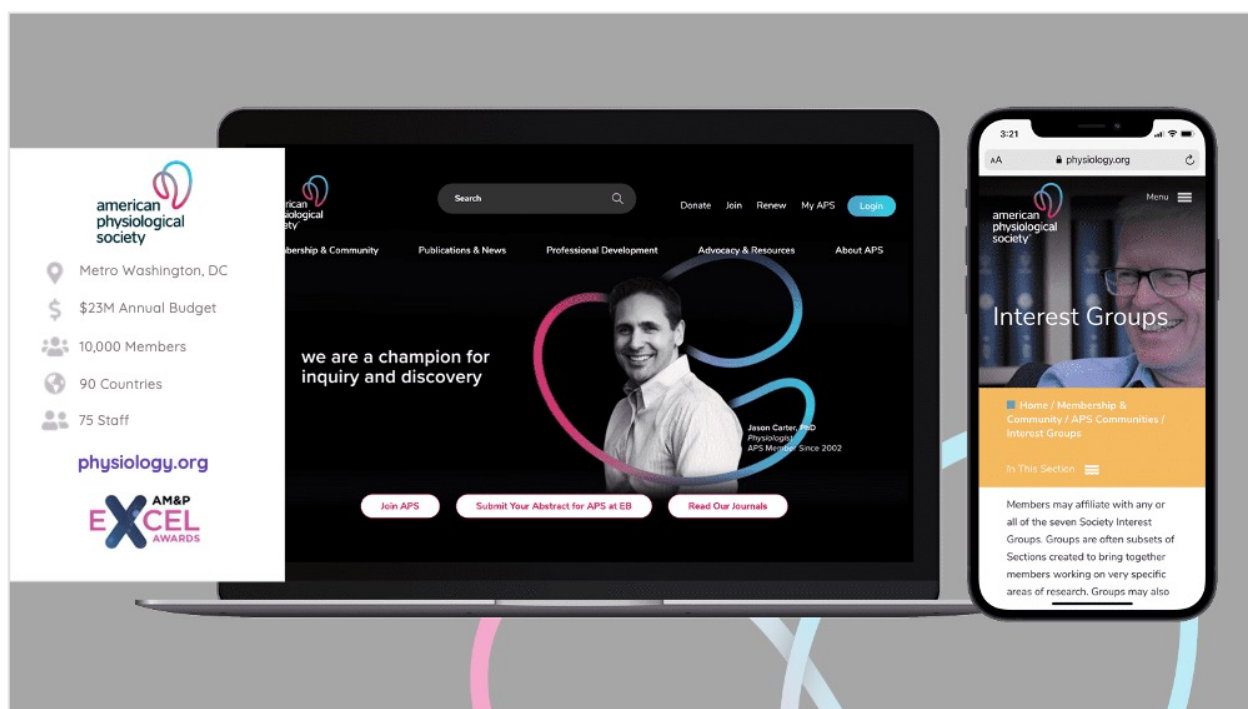 american
physiological
society
Metro Washington, DC
$23M Annual Budget
10,000 Members
90 Countries
75 Staff
physiology.org
AM&P
EXCEL
AWARDS
rican
iological
ety
Search
Donate Join Renew My APS Login
bership & Community Publications & News Professional Development Advocacy & Resources About APS
we are a champion for
inquiry and discovery
Jason Carter, PhD
Physiologist
APS Member Since 2002
Join APS Submit Your Abstract for APS at EB Read Our Journals
3:21
AA physiology.org
american
physiological
society
Menu
Interest Groups
Home / Membership &
Community / APS Communities /
Interest Groups
In This Section
Members may affiliate with any or
all of the seven Society Interest
Groups. Groups are often subsets of
Sections created to bring together
members working on very specific
areas of research. Groups may also